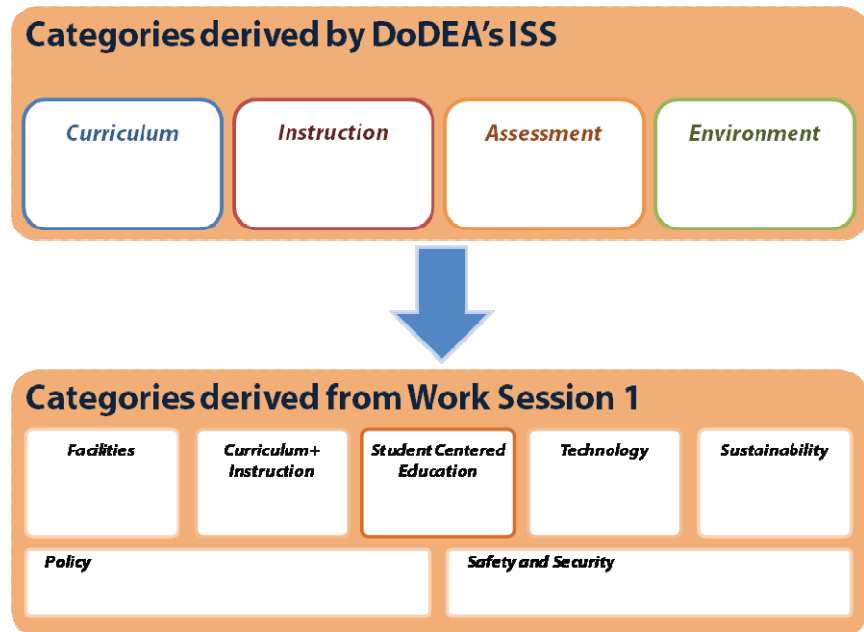 Categories derived by DoDEA's ISS
Curriculum
Instruction
Assessment
Environment
Categories derived from Work Session 1
Facilities
Curriculum+
Instruction
Student Centered
Education
Technology
Sustainability
Policy
Safety and Security